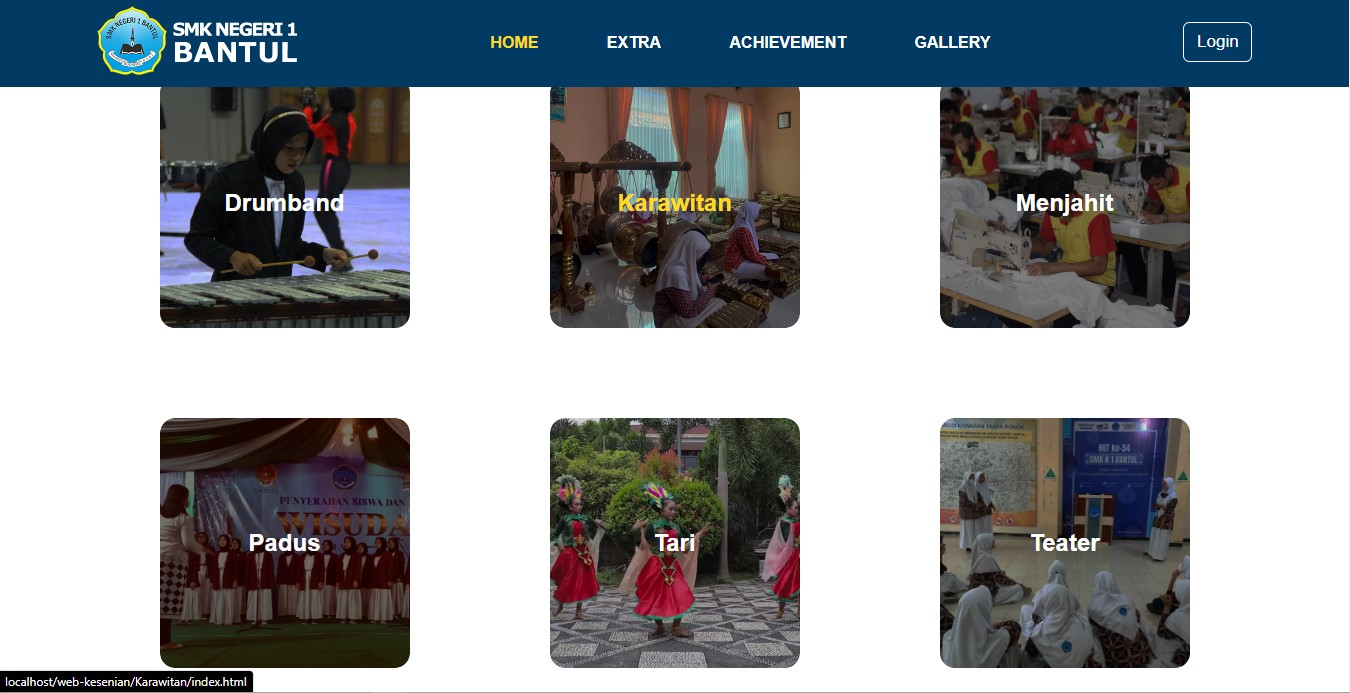 SMK NEGERI 1 BANTUL
SMK NEGERI 1
BANTUL
HOME
EXTRA
ACHIEVEMENT
GALLERY
Login
Drumband
Karawitan
Menjahit
PENYERAHAN SISWA DAN
WISUDA
Padus
Tari
KAWASAN TANPA ROKOK
HUT ke-54
SMK N 1 BANTUL
Teater
localhost/web-kesenian/Karawitan/index.html